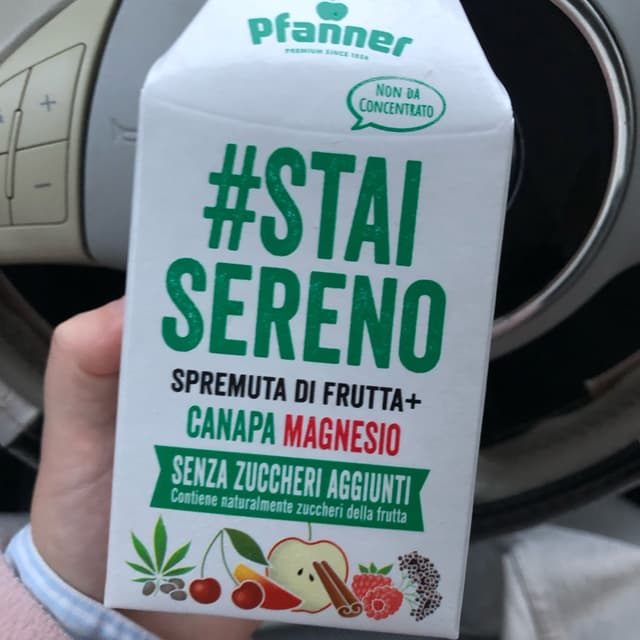 Pfanner
PREMIUM SINCE 1856
NON DA
CONCENTRATO
#STAI
SERENO
SPREMUTA DI FRUTTA+
CANAPA MAGNESIO
SENZA ZUCCHERI AGGIUNTI
Contiene naturalmente zuccheri della frutta
+
−